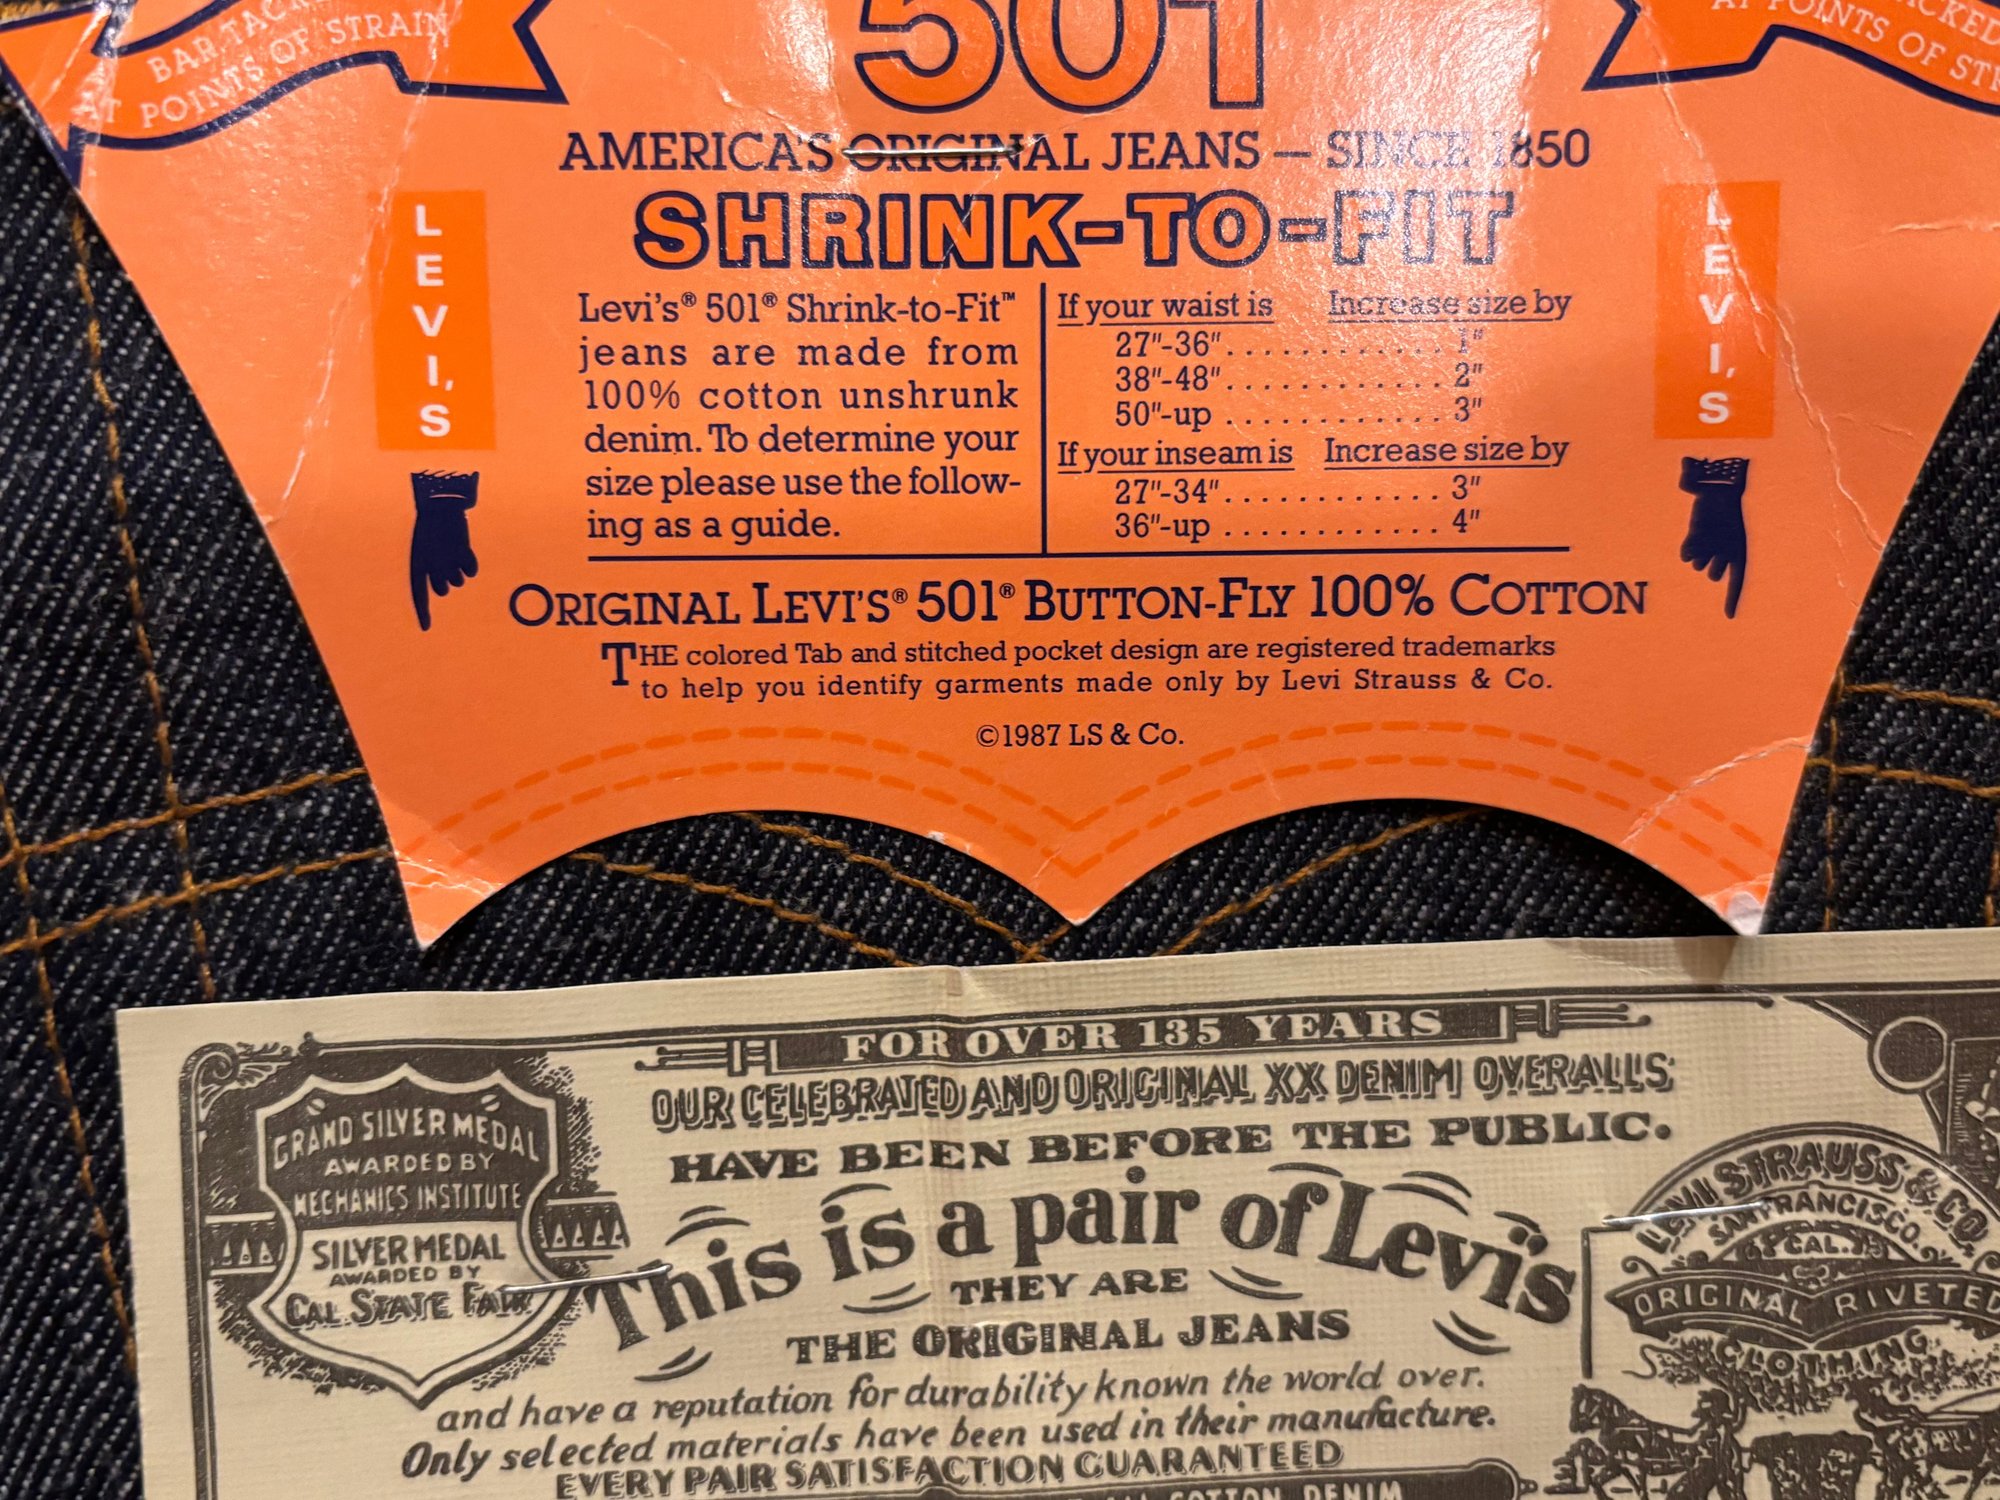 BAR TACKED
AT POINTS OF STRAIN
501
AT POINTS OF
AMERICA'S ORIGINAL JEANS — SINCE 1850
SHRINK-TO-FIT
LEVI'S
Levi's® 501® Shrink-to-Fit™
jeans are made from
100% cotton unshrunk
denim. To determine your
size please use the follow-
ing as a guide.
If your waist is Increase size by
27"-36" . . . . . . . . . . . . 1"
38"-48" . . . . . . . . . . . . 2"
50"-up . . . . . . . . . . . . 3"
If your inseam is Increase size by
27"-34" . . . . . . . . . . . . 3"
36"-up . . . . . . . . . . . . 4"
LEVI'S
ORIGINAL LEVI'S® 501® BUTTON-FLY 100% COTTON
THE colored Tab and stitched pocket design are registered trademarks
to help you identify garments made only by Levi Strauss & Co.
©1987 LS & Co.
FOR OVER 135 YEARS
OUR CELEBRATED AND ORIGINAL XX DENIM OVERALLS
HAVE BEEN BEFORE THE PUBLIC.
GRAND SILVER MEDAL
AWARDED BY
MECHANICS INSTITUTE
SILVER MEDAL
AWARDED BY
CAL. STATE FAIR
This is a pair of Levi's
THEY ARE
THE ORIGINAL JEANS
and have a reputation for durability known the world over.
Only selected materials have been used in their manufacture.
EVERY PAIR SATISFACTION GUARANTEED
COTTON DENIM
LEVI STRAUSS & CO.
SAN FRANCISCO.
CAL.
ORIGINAL RIVETED
CLOTHING.